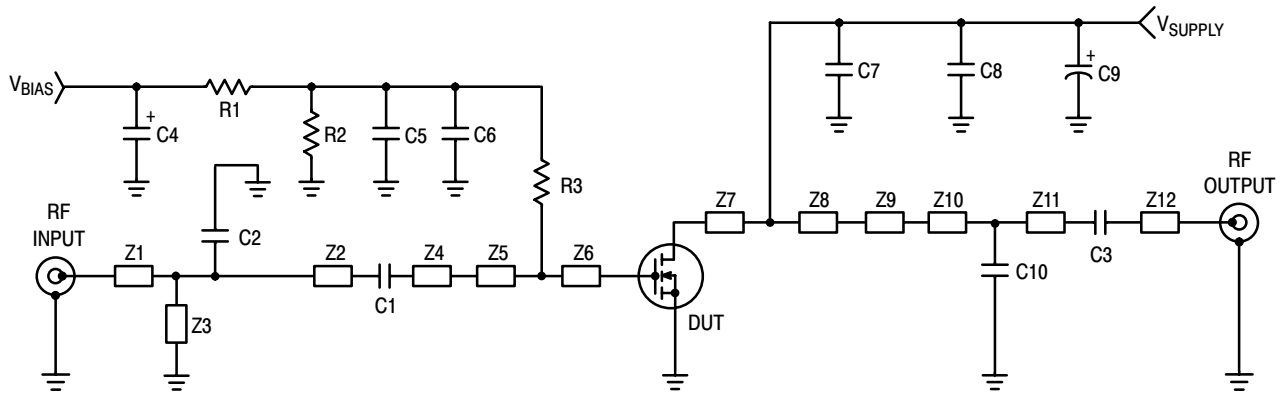 VSUPPLY
C7
C8
+
C9
VBIAS
R1
+
C4
R2
C5
C6
R3
RF
INPUT
C2
Z1
Z2
Z4
Z5
Z6
C1
Z3
DUT
Z7
Z8
Z9
Z10
Z11
Z12
C3
C10
RF
OUTPUT